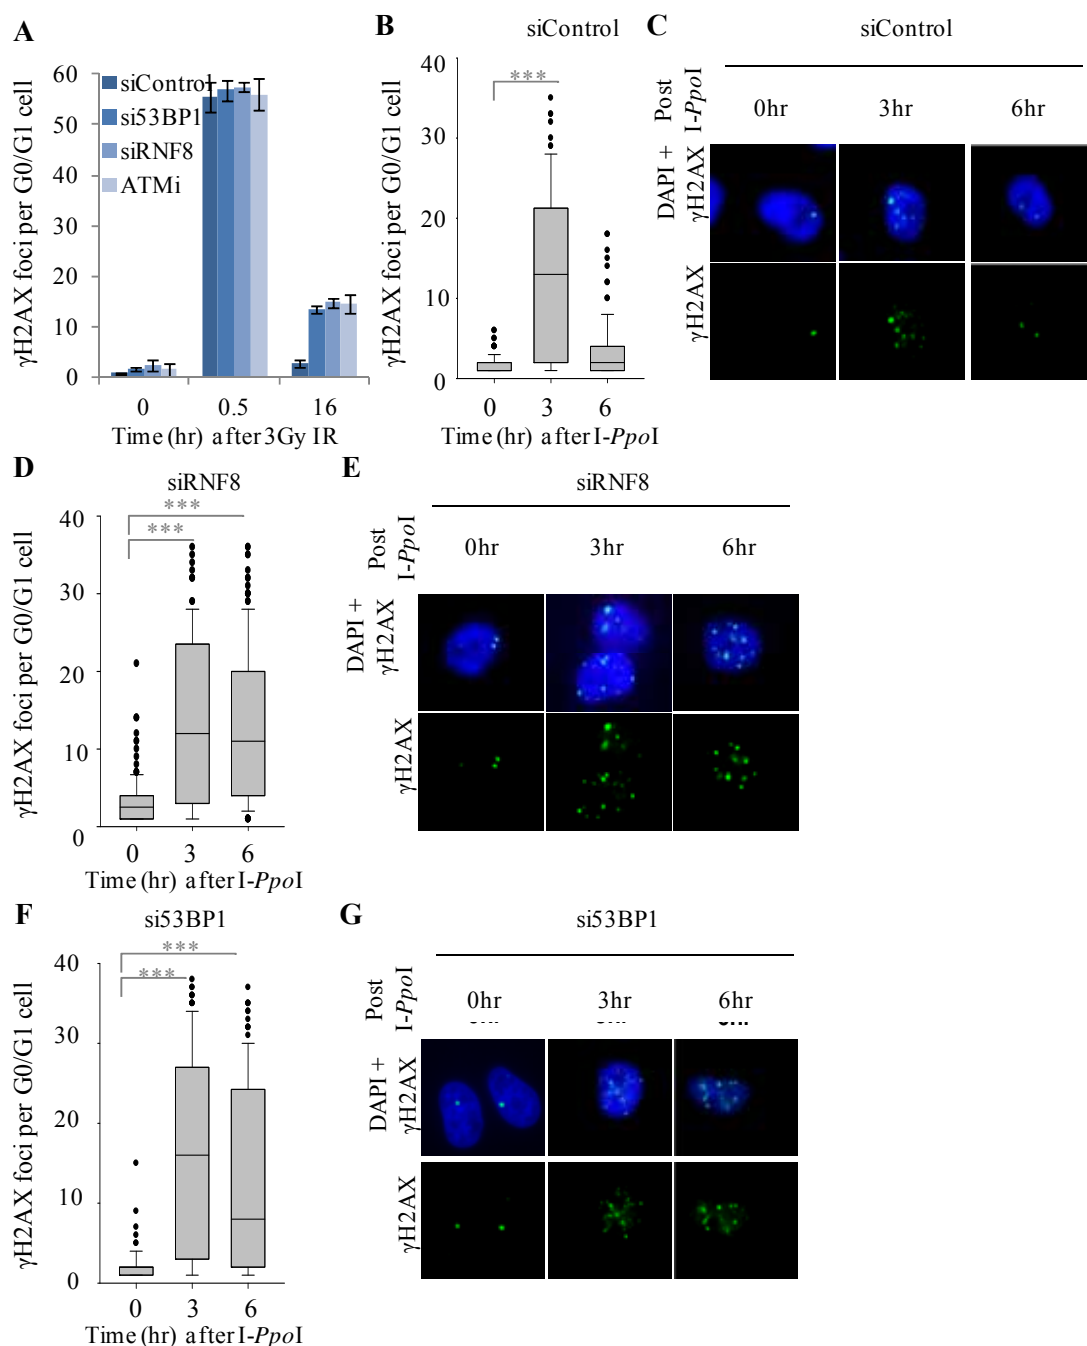 A
γH2AX foci per G0/G1 cell
60
50
40
30
20
10
0
siControl
si53BP1
siRNF8
ATMi
0 0.5 16
Time (hr) after 3Gy IR
B
siControl
γH2AX foci per G0/G1 cell
40
30
20
10
0
***
0 3 6
Time (hr) after I-PpoI
C
siControl
Post
I-PpoI
0hr 3hr 6hr
DAPI +
γH2AX
γH2AX
D
siRNF8
γH2AX foci per G0/G1 cell
40
30
20
10
0
***
***
0 3 6
Time (hr) after I-PpoI
E
siRNF8
Post
I-PpoI
0hr 3hr 6hr
DAPI +
γH2AX
γH2AX
F
si53BP1
γH2AX foci per G0/G1 cell
40
30
20
10
0
***
***
0 3 6
Time (hr) after I-PpoI
G
si53BP1
Post
I-PpoI
0hr 3hr 6hr
DAPI +
γH2AX
γH2AX